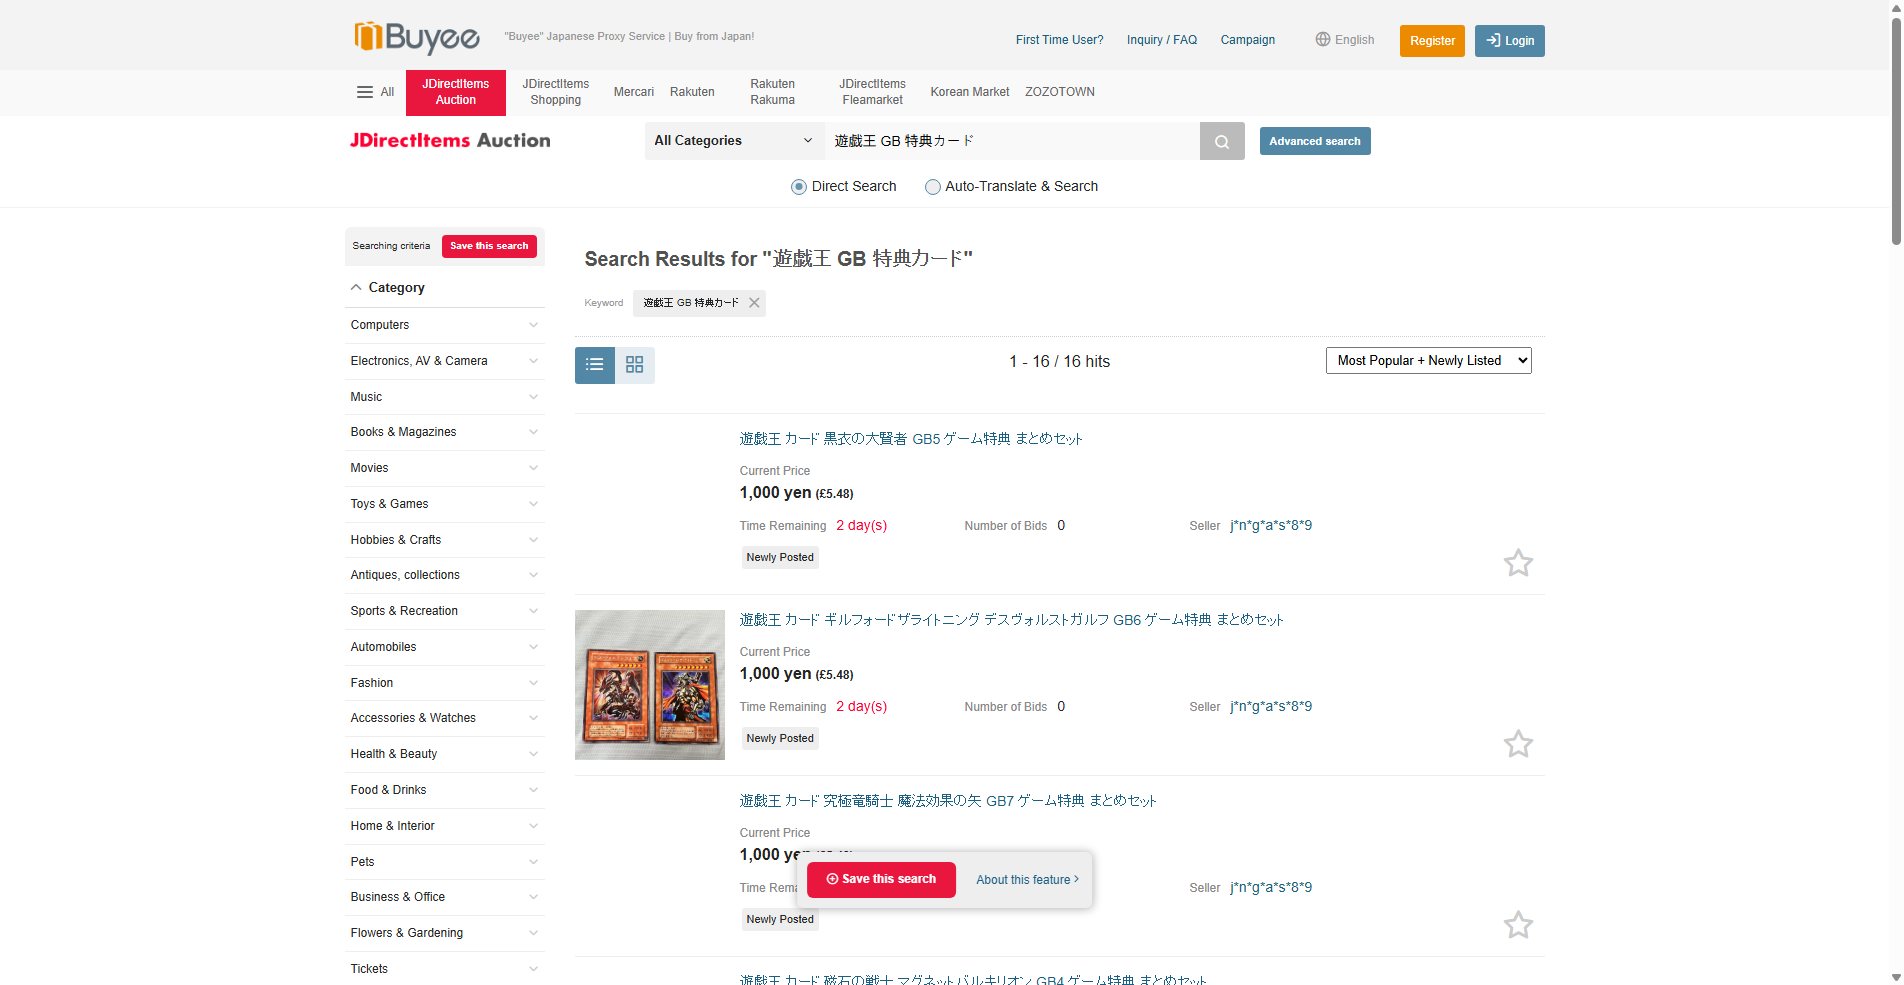 Buyee
"Buyee" Japanese Proxy Service | Buy from Japan!
First Time User?
Inquiry / FAQ
Campaign
English
Register
Login
All
JDirectItems Auction
JDirectItems Shopping
Mercari
Rakuten
Rakuten Rakuma
JDirectItems Fleamarket
Korean Market
ZOZOTOWN
JDirectItems Auction
All Categories
遊戯王 GB 特典カード
Advanced search
Direct Search
Auto-Translate & Search
Searching criteria
Save this search
Category
Computers
Electronics, AV & Camera
Music
Books & Magazines
Movies
Toys & Games
Hobbies & Crafts
Antiques, collections
Sports & Recreation
Automobiles
Fashion
Accessories & Watches
Health & Beauty
Food & Drinks
Home & Interior
Pets
Business & Office
Flowers & Gardening
Tickets
Search Results for "遊戯王 GB 特典カード"
Keyword
遊戯王 GB 特典カード
1 - 16 / 16 hits
Most Popular + Newly Listed
遊戯王 カード 黒衣の大賢者 GB5 ゲーム特典 まとめセット
Current Price
1,000 yen (£5.48)
Time Remaining 2 day(s)
Number of Bids 0
Seller j*n*g*a*s*8*9
Newly Posted
遊戯王 カード ギルフォードザライトニング デスヴォルストガルフ GB6 ゲーム特典 まとめセット
Current Price
1,000 yen (£5.48)
Time Remaining 2 day(s)
Number of Bids 0
Seller j*n*g*a*s*8*9
Newly Posted
遊戯王 カード 究極竜騎士 魔法効果の矢 GB7 ゲーム特典 まとめセット
Current Price
1,000
Time
Seller j*n*g*a*s*8*9
Newly Posted
Save this search
About this feature
遊戯王 カード 磁石の戦士 マグネットバルキリオン GB4 ゲーム特典 まとめセット